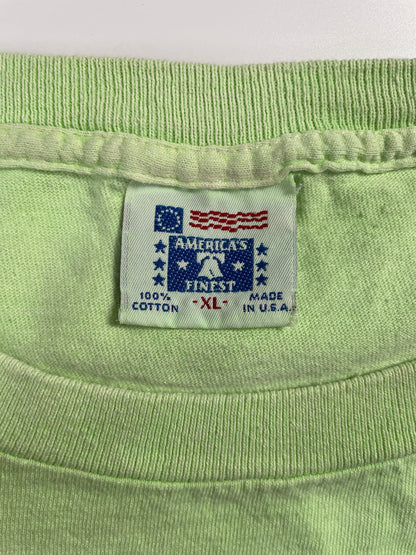 AMERICA'S
FINEST
100% COTTON
-XL-
MADE IN U.S.A.